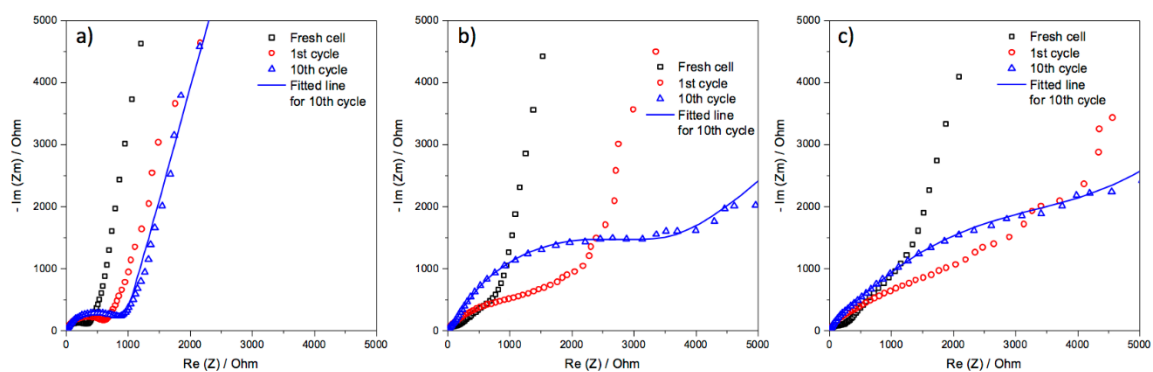 a)
5000
4000
3000
2000
1000
0
- Im (Zm) / Ohm
Fresh cell
1st cycle
10th cycle
Fitted line
for 10th cycle
0 1000 2000 3000 4000 5000
Re (Z) / Ohm
b)
5000
4000
3000
2000
1000
0
- Im (Zm) / Ohm
Fresh cell
1st cycle
10th cycle
Fitted line
for 10th cycle
0 1000 2000 3000 4000 5000
Re (Z) / Ohm
c)
5000
4000
3000
2000
1000
0
- Im (Zm) / Ohm
Fresh cell
1st cycle
10th cycle
Fitted line
for 10th cycle
0 1000 2000 3000 4000 5000
Re (Z) / Ohm